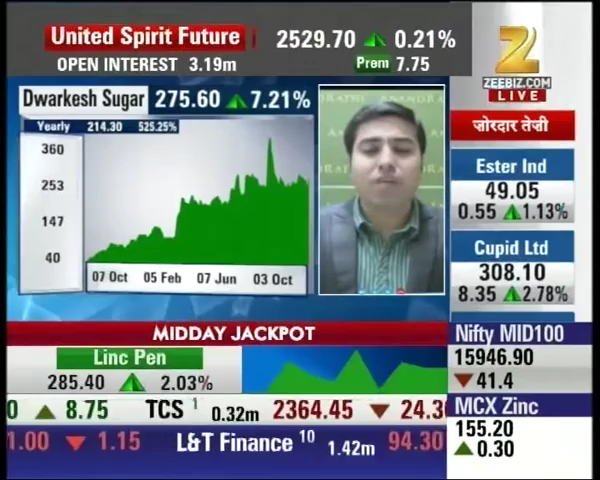 United Spirit Future
2529.70 0.21%
OPEN INTEREST 3.19m
Prem 7.75
Z
ZEEBIZ.COM
LIVE
Dwarkesh Sugar 275.60 7.21%
Yearly 214.30 525.25%
360
253
147
40
07 Oct 05 Feb 07 Jun 03 Oct
ANANDRATHI
जोरदार तेजी
Ester Ind
49.05
0.55 1.13%
Cupid Ltd
308.10
8.35 2.78%
MIDDAY JACKPOT
Linc Pen
285.40 2.03%
Nifty MID100
15946.90
41.4
MCX Zinc
155.20
0.30
0 8.75 TCS 1 0.32m 2364.45 24.3
1.00 1.15 L&T Finance 10 1.42m 94.30